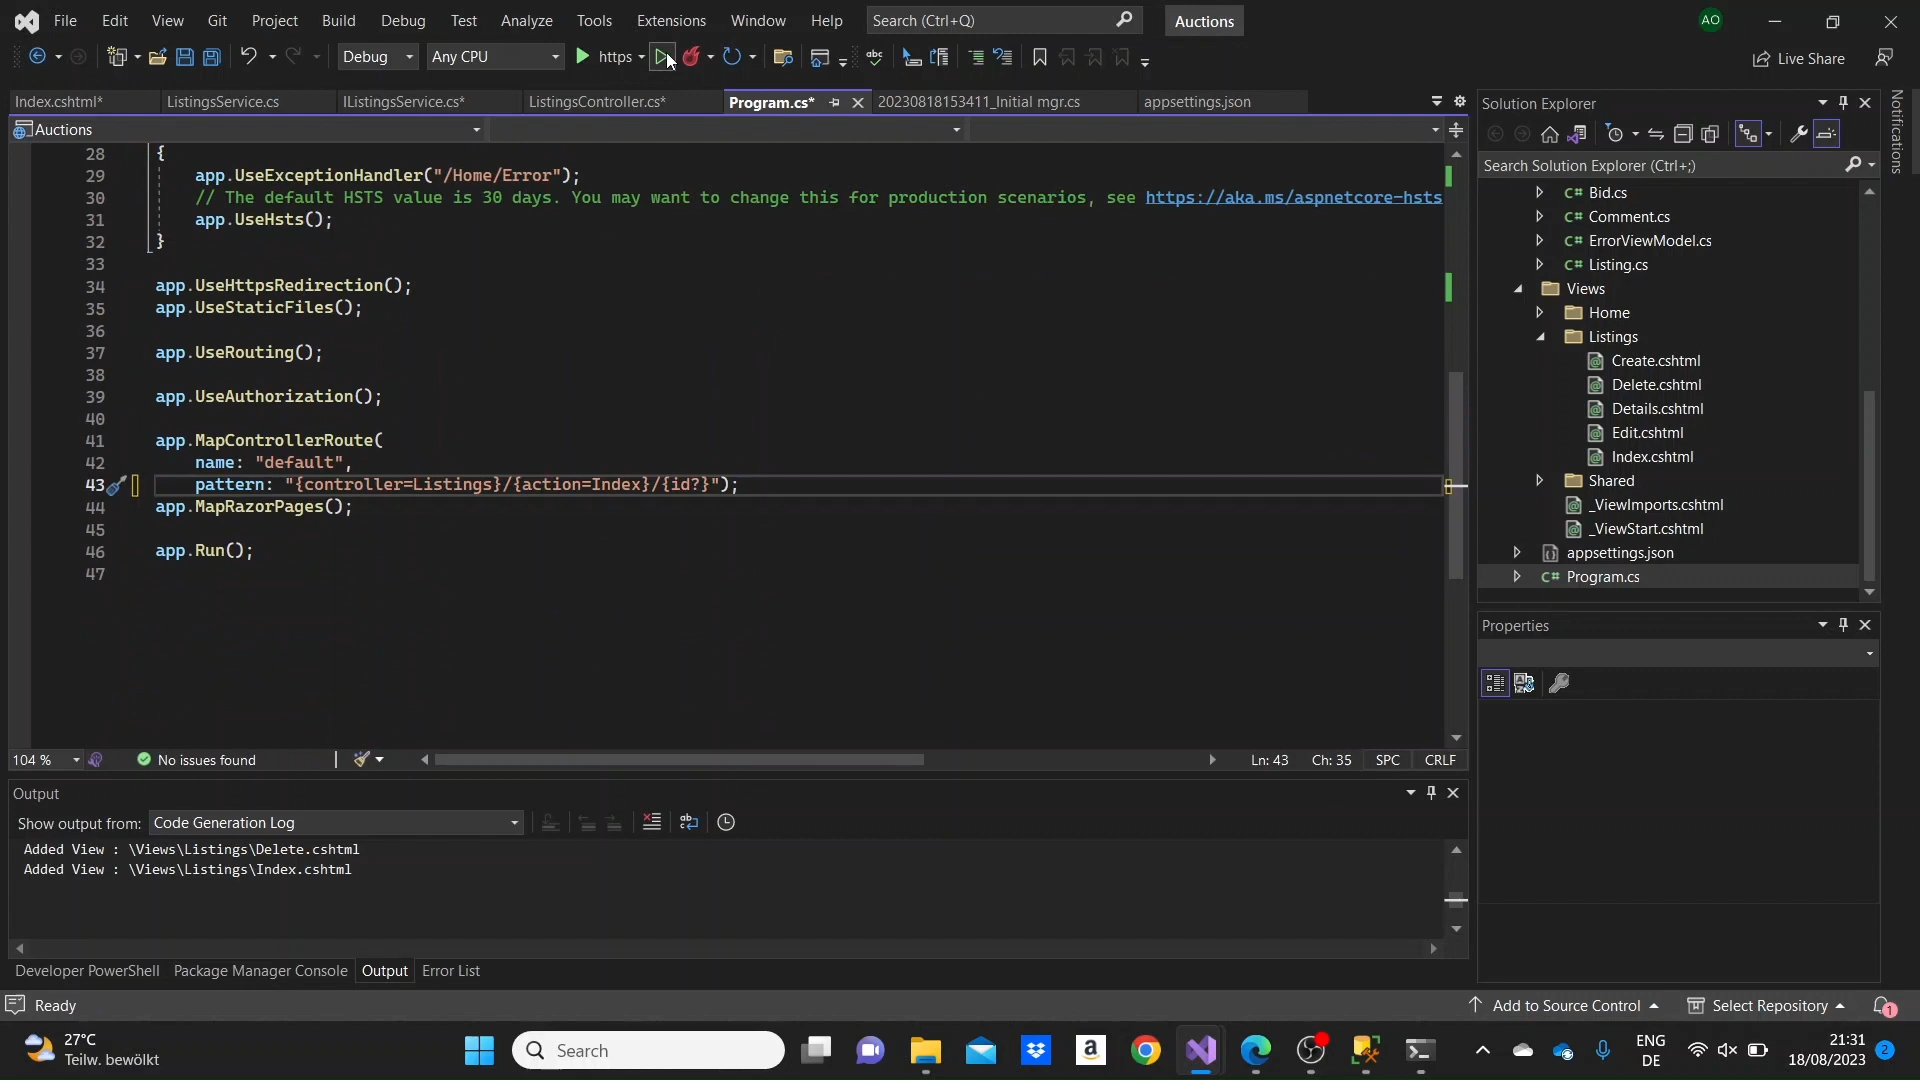 File Edit View Git Project Build Debug Test Analyze Tools Extensions Window Help Search (Ctrl+Q) Auctions AO
Debug Any CPU https Live Share
Index.cshtml* ListingsService.cs IListingsService.cs* ListingsController.cs* Program.cs* 20230818153411_Initial mgr.cs appsettings.json
Auctions
28 {
29 app.UseExceptionHandler("/Home/Error");
30 // The default HSTS value is 30 days. You may want to change this for production scenarios, see https://aka.ms/aspnetcore-hsts
31 app.UseHsts();
32 }
33
34 app.UseHttpsRedirection();
35 app.UseStaticFiles();
36
37 app.UseRouting();
38
39 app.UseAuthorization();
40
41 app.MapControllerRoute(
42 name: "default",
43 pattern: "{controller=Listings}/{action=Index}/{id?}");
44 app.MapRazorPages();
45
46 app.Run();
47
104 % No issues found Ln: 43 Ch: 35 SPC CRLF
Output
Show output from: Code Generation Log
Added View : \Views\Listings\Delete.cshtml
Added View : \Views\Listings\Index.cshtml
Developer PowerShell Package Manager Console Output Error List
Solution Explorer
Search Solution Explorer (Ctrl+;)
C# Bid.cs
C# Comment.cs
C# ErrorViewModel.cs
C# Listing.cs
Views
Home
Listings
Create.cshtml
Delete.cshtml
Details.cshtml
Edit.cshtml
Index.cshtml
Shared
_ViewImports.cshtml
_ViewStart.cshtml
appsettings.json
C# Program.cs
Properties
Notifications
Ready Add to Source Control Select Repository 1
27°C
Teilw. bewölkt
Search
ENG
DE
21:31
18/08/2023
2